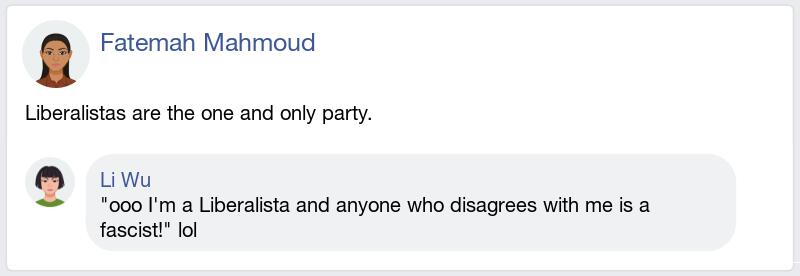 Fatemah Mahmoud
Liberalistas are the one and only party.
Li Wu
"ooo I'm a Liberalista and anyone who disagrees with me is a
fascist!" lol